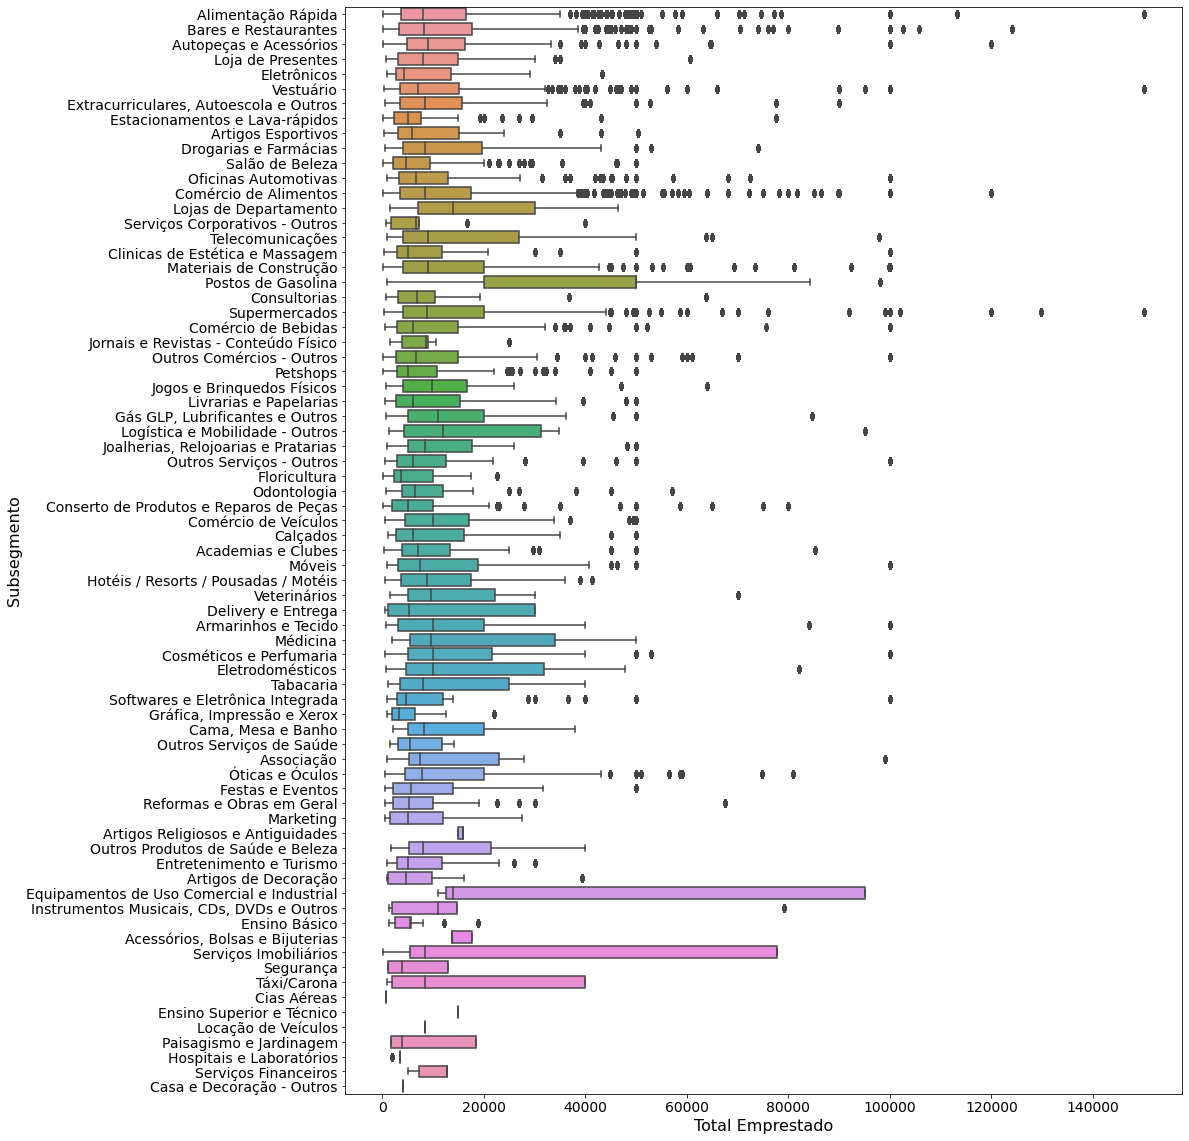 Alimentação Rápida
Bares e Restaurantes
Autopeças e Acessórios
Loja de Presentes
Eletrônicos
Vestuário
Extracurriculares, Autoescola e Outros
Estacionamentos e Lava-rápidos
Artigos Esportivos
Drogarias e Farmácias
Salão de Beleza
Oficinas Automotivas
Comércio de Alimentos
Lojas de Departamento
Serviços Corporativos - Outros
Telecomunicações
Clinicas de Estética e Massagem
Materiais de Construção
Postos de Gasolina
Consultorias
Supermercados
Comércio de Bebidas
Jornais e Revistas - Conteúdo Físico
Outros Comércios - Outros
Petshops
Jogos e Brinquedos Físicos
Livrarias e Papelarias
Gás GLP, Lubrificantes e Outros
Logística e Mobilidade - Outros
Joalherias, Relojoarias e Pratarias
Outros Serviços - Outros
Floricultura
Odontologia
Conserto de Produtos e Reparos de Peças
Comércio de Veículos
Calçados
Academias e Clubes
Móveis
Hotéis / Resorts / Pousadas / Motéis
Veterinários
Delivery e Entrega
Armarinhos e Tecido
Médicina
Cosméticos e Perfumaria
Eletrodomésticos
Tabacaria
Softwares e Eletrônica Integrada
Gráfica, Impressão e Xerox
Cama, Mesa e Banho
Outros Serviços de Saúde
Associação
Óticas e Óculos
Festas e Eventos
Reformas e Obras em Geral
Marketing
Artigos Religiosos e Antiguidades
Outros Produtos de Saúde e Beleza
Entretenimento e Turismo
Artigos de Decoração
Equipamentos de Uso Comercial e Industrial
Instrumentos Musicais, CDs, DVDs e Outros
Ensino Básico
Acessórios, Bolsas e Bijuterias
Serviços Imobiliários
Segurança
Táxi/Carona
Cias Aéreas
Ensino Superior e Técnico
Locação de Veículos
Paisagismo e Jardinagem
Hospitais e Laboratórios
Serviços Financeiros
Casa e Decoração - Outros
Subsegmento
0 20000 40000 60000 80000 100000 120000 140000
Total Emprestado